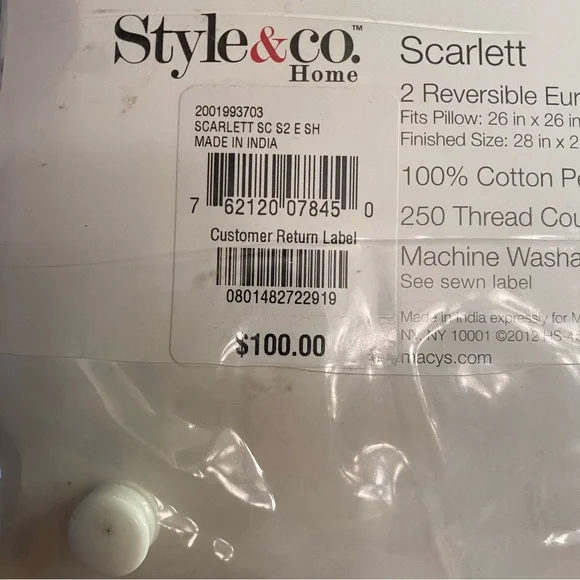 Style&co.™
Home
Scarlett
2 Reversible Eur
Fits Pillow: 26 in x 26 in
Finished Size: 28 in x 2
100% Cotton Pe
250 Thread Cou
Machine Washa
See sewn label
Made in India expressly for M
NY, NY 10001 ©2012 HS-4
macys.com
2001993703
SCARLETT SC S2 E SH
MADE IN INDIA
7 62120 07845 0
Customer Return Label
0801482722919
$100.00